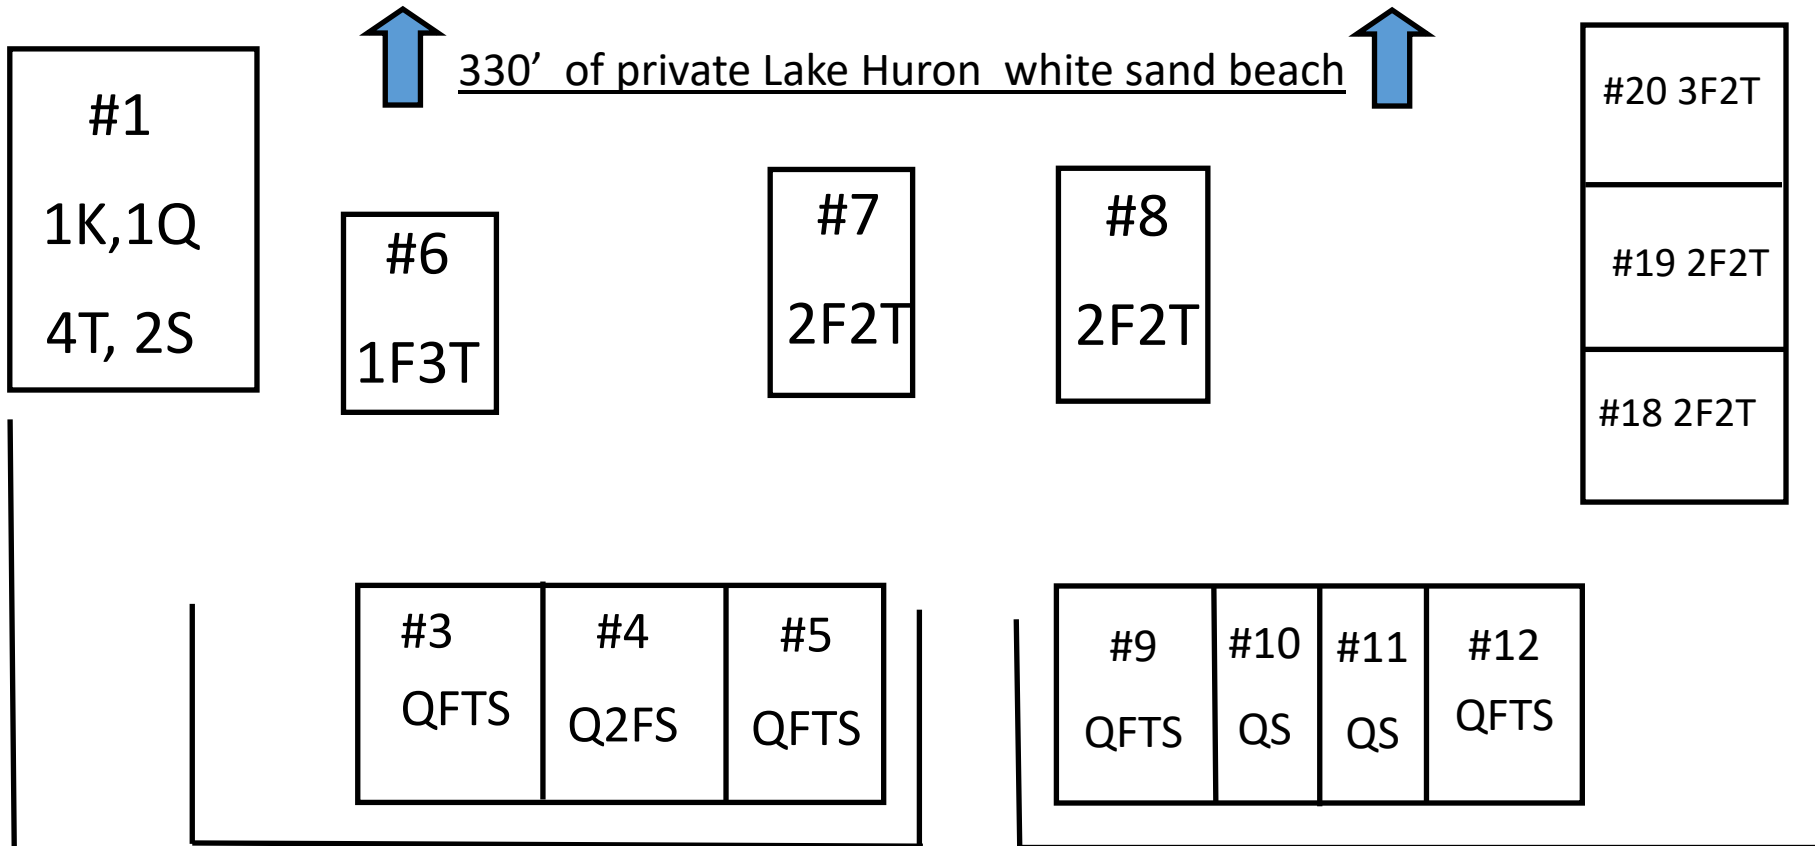 330’ of private Lake Huron white sand beach
#1
1K,1Q
4T, 2S
#6
1F3T
#7
2F2T
#8
2F2T
#20 3F2T
#19 2F2T
#18 2F2T
#3
QFTS
#4
Q2FS
#5
QFTS
#9
QFTS
#10
QS
#11
QS
#12
QFTS